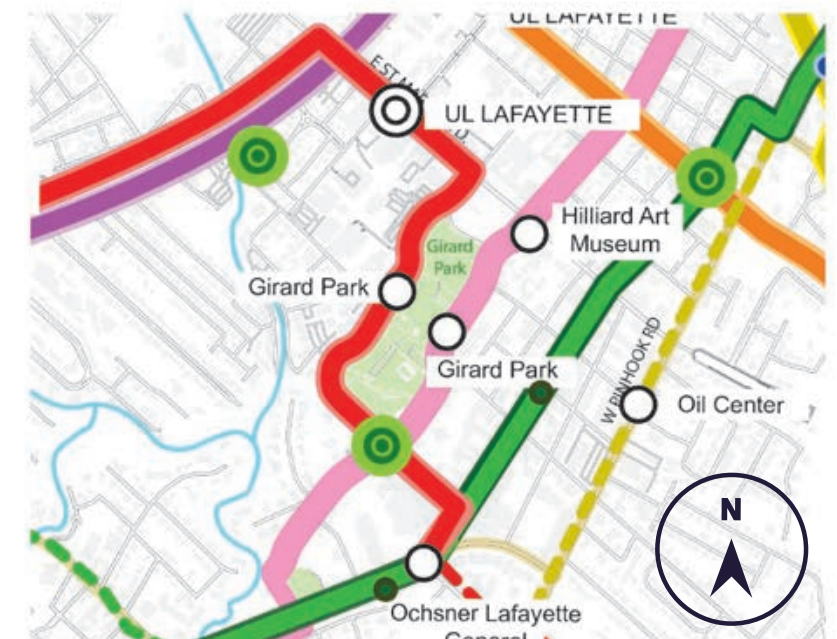 UL LAFAYETTE
UL LAFAYETTE
Hilliard Art
Museum
Girard
Park
Girard Park
Girard Park
W PINHOOK RD
Oil Center
N
Ochsner Lafayette
General